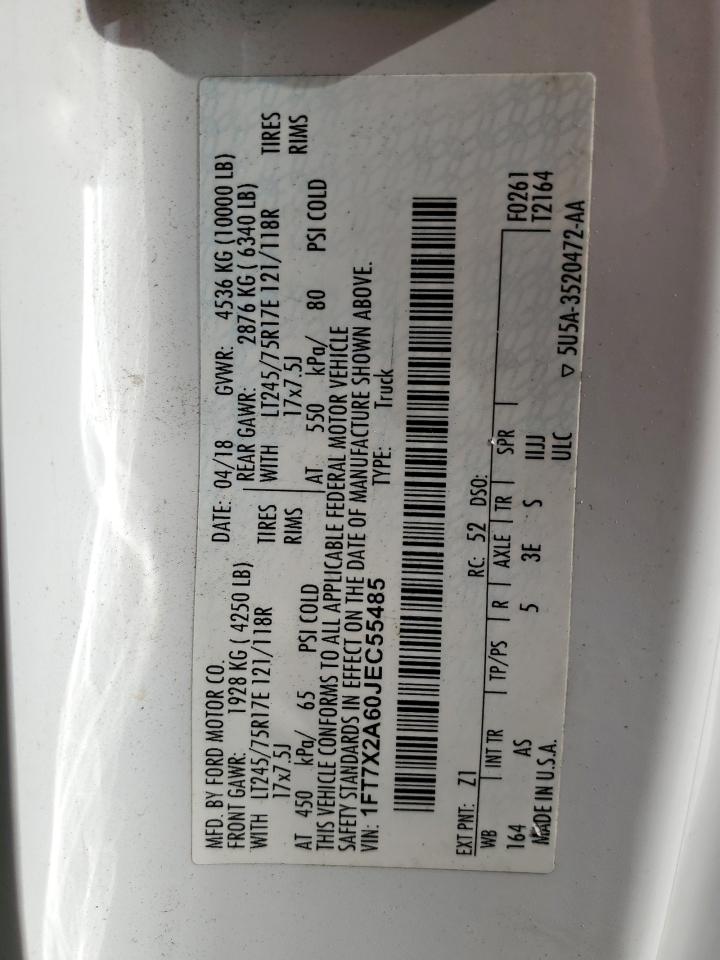 MFD. BY FORD MOTOR CO.
DATE: 04/18 GVWR: 4536 KG (10000 LB)
FRONT GAWR: 1928 KG ( 4250 LB) REAR GAWR: 2876 KG ( 6340 LB)
WITH LT245/75R17E 121/118R TIRES WITH LT245/75R17E 121/118R TIRES
17x7.5J RIMS 17x7.5J RIMS
AT 450 kPa/ 65 PSI COLD AT 550 kPa/ 80 PSI COLD
THIS VEHICLE CONFORMS TO ALL APPLICABLE FEDERAL MOTOR VEHICLE
SAFETY STANDARDS IN EFFECT ON THE DATE OF MANUFACTURE SHOWN ABOVE.
VIN: 1FT7X2A60JEC55485 TYPE: Truck
EXT PNT: Z1 RC: 52 DSO:
WB INT TR TP/PS R AXLE TR SPR F0261
164 AS 5 3E S IIJJ T2164
MADE IN U.S.A. ULC ▽ 5U5A-3520472-AA